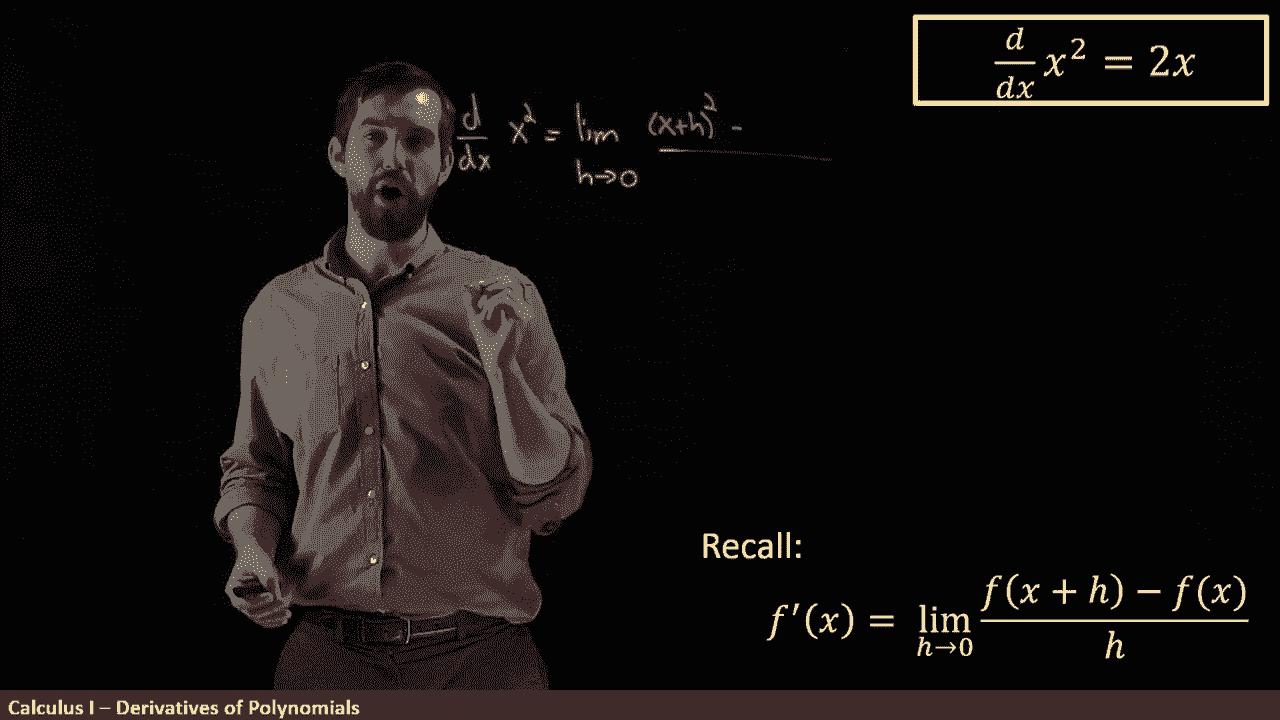 d/dx x² = 2x
d/dx x² = lim h→0 (x+h)² -
Recall:
f′(x) = lim h→0 f(x + h) − f(x) / h
Calculus I – Derivatives of Polynomials